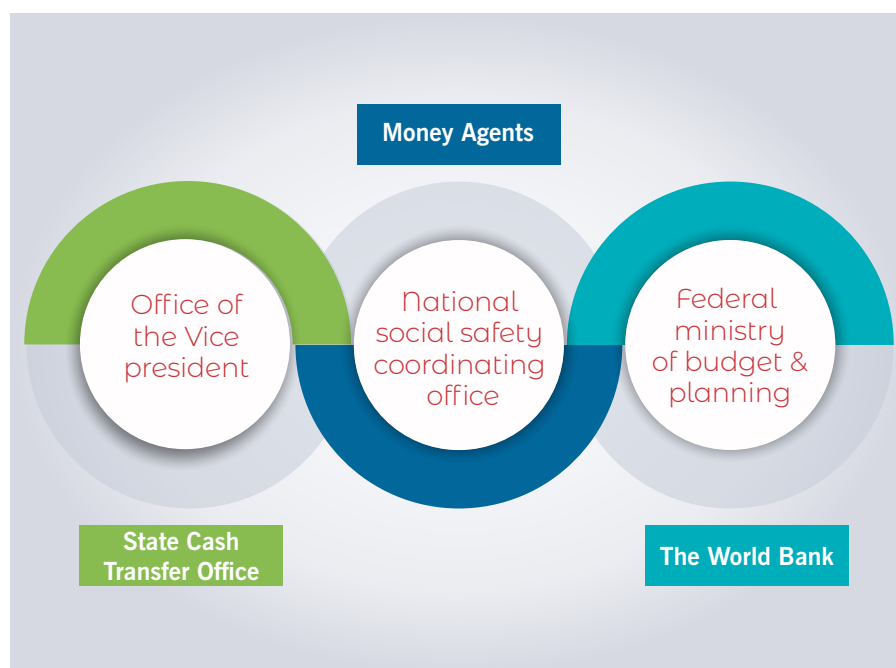 Money Agents
Office of
the Vice
president
National
social safety
coordinating
office
Federal
ministry
of budget &
planning
State Cash
Transfer Office
The World Bank